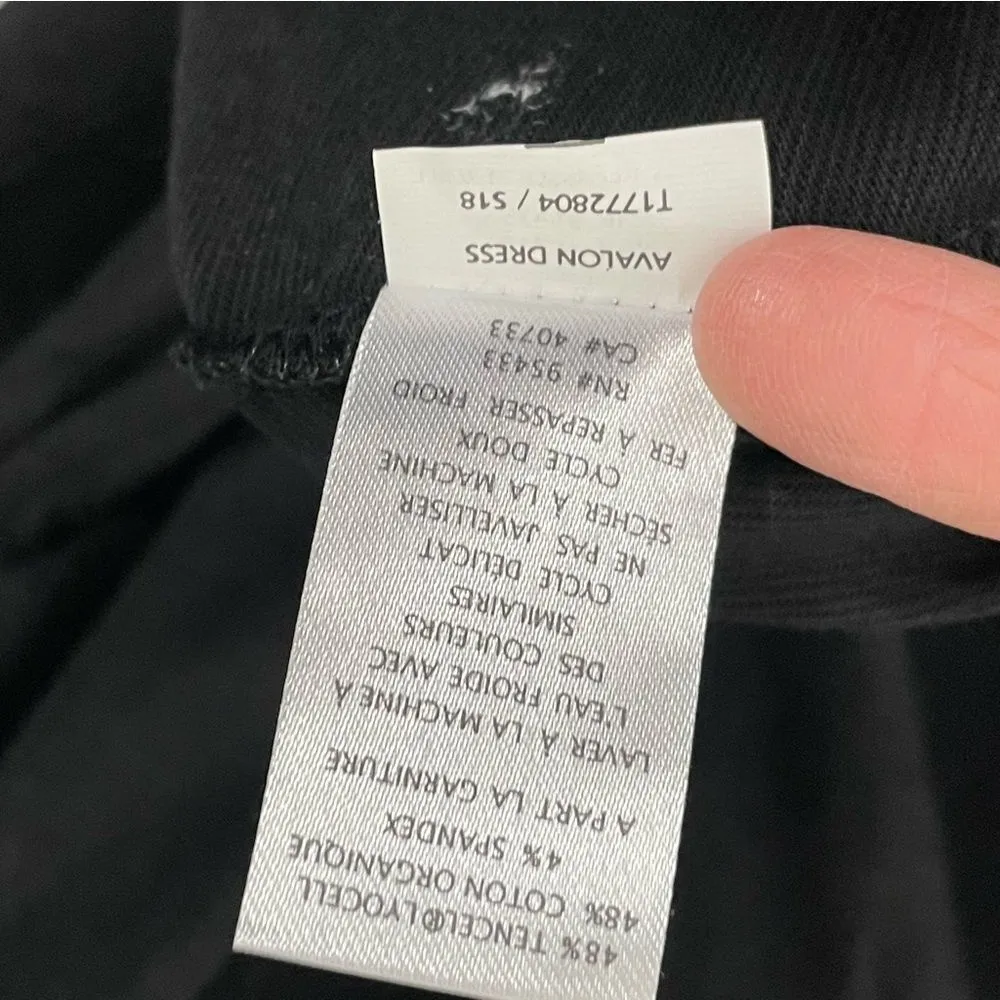 48% TENCEL® LYOCELL
48% COTON ORGANIQUE
4% SPANDEX
A PART LA GARNITURE
LAVER À LA MACHINE À
L'EAU FROIDE AVEC
DES COULEURS
SIMILAIRES
CYCLE DÉLICAT
NE PAS JAVELLISER
SÉCHER À LA MACHINE
CYCLE DOUX
FER À REPASSER FROID
RN# 95433
CA# 40733
AVALON DRESS
T1772804 / S18